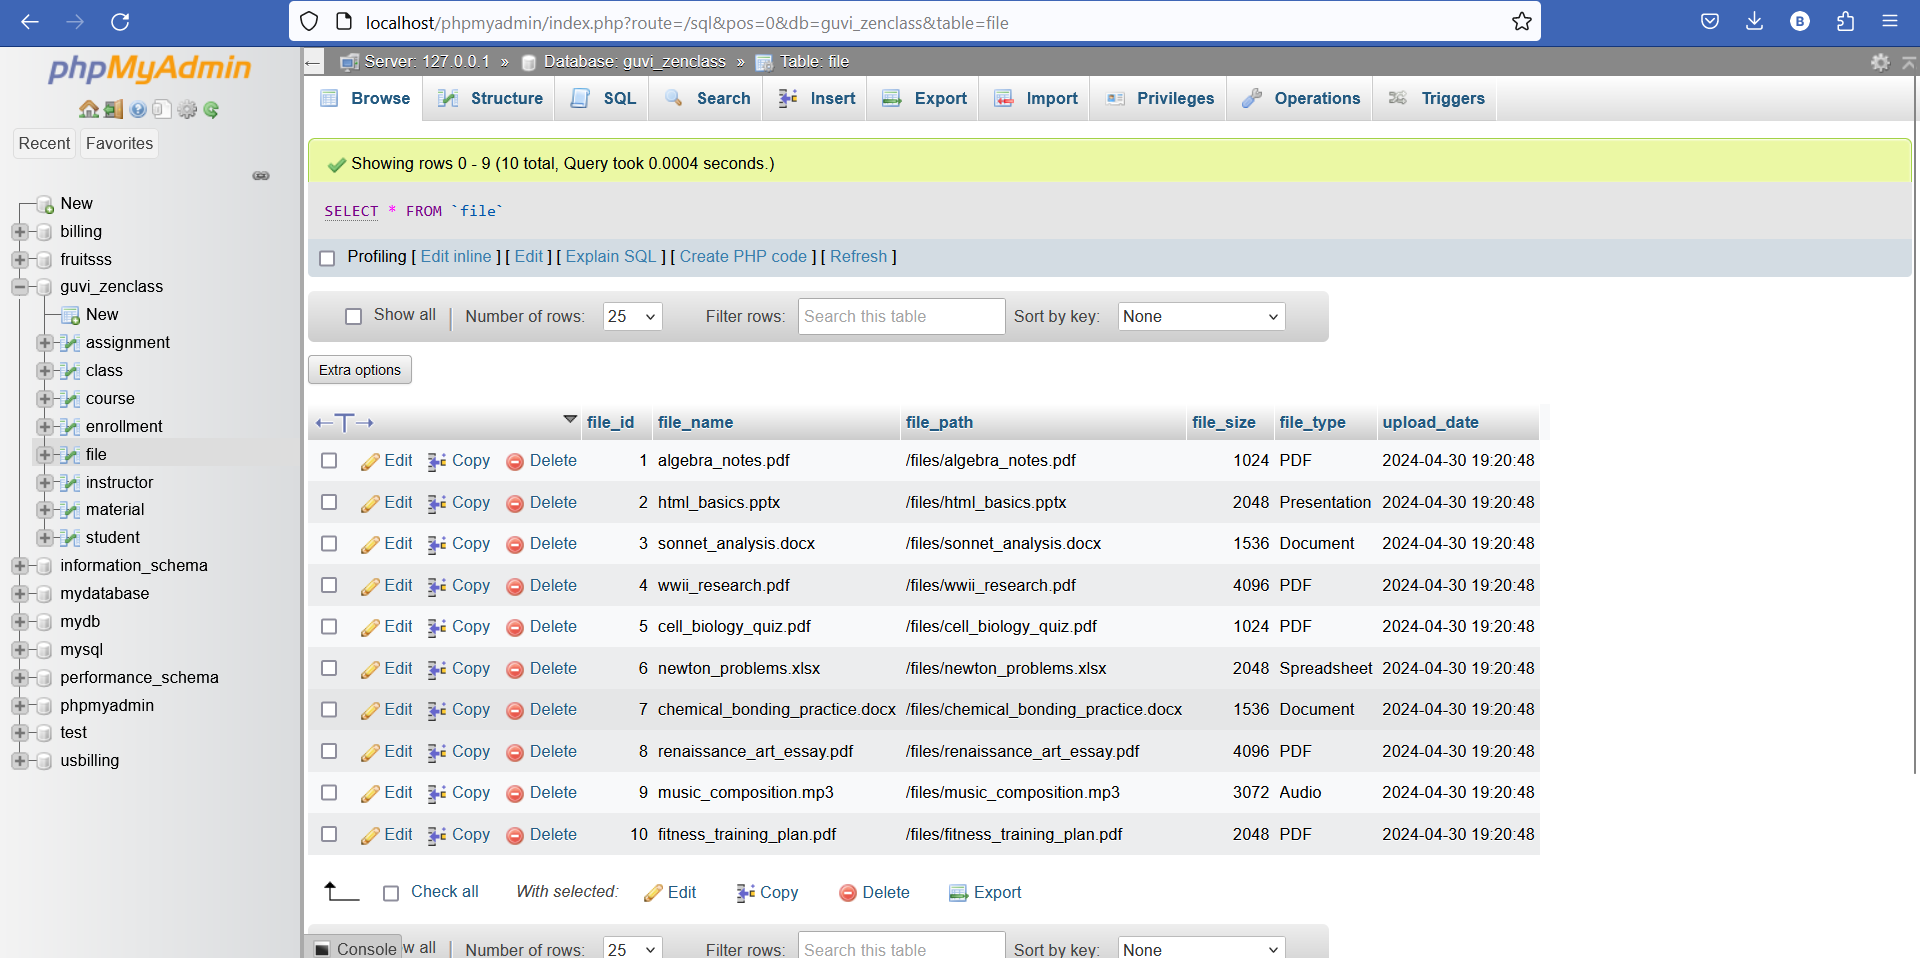 localhost/phpmyadmin/index.php?route=/sql&pos=0&db=guvi_zenclass&table=file
B
phpMyAdmin
Recent
Favorites
New
billing
fruitsss
guvi_zenclass
New
assignment
class
course
enrollment
file
instructor
material
student
information_schema
mydatabase
mydb
mysql
performance_schema
phpmyadmin
test
usbilling
Server: 127.0.0.1 » Database: guvi_zenclass » Table: file
Browse Structure SQL Search Insert Export Import Privileges Operations Triggers
Showing rows 0 - 9 (10 total, Query took 0.0004 seconds.)
SELECT * FROM `file`
Profiling [ Edit inline ] [ Edit ] [ Explain SQL ] [ Create PHP code ] [ Refresh ]
Show all | Number of rows: 25 Filter rows: Search this table Sort by key: None
Extra options
←T→ file_id file_name file_path file_size file_type upload_date
Edit Copy Delete 1 algebra_notes.pdf /files/algebra_notes.pdf 1024 PDF 2024-04-30 19:20:48
Edit Copy Delete 2 html_basics.pptx /files/html_basics.pptx 2048 Presentation 2024-04-30 19:20:48
Edit Copy Delete 3 sonnet_analysis.docx /files/sonnet_analysis.docx 1536 Document 2024-04-30 19:20:48
Edit Copy Delete 4 wwii_research.pdf /files/wwii_research.pdf 4096 PDF 2024-04-30 19:20:48
Edit Copy Delete 5 cell_biology_quiz.pdf /files/cell_biology_quiz.pdf 1024 PDF 2024-04-30 19:20:48
Edit Copy Delete 6 newton_problems.xlsx /files/newton_problems.xlsx 2048 Spreadsheet 2024-04-30 19:20:48
Edit Copy Delete 7 chemical_bonding_practice.docx /files/chemical_bonding_practice.docx 1536 Document 2024-04-30 19:20:48
Edit Copy Delete 8 renaissance_art_essay.pdf /files/renaissance_art_essay.pdf 4096 PDF 2024-04-30 19:20:48
Edit Copy Delete 9 music_composition.mp3 /files/music_composition.mp3 3072 Audio 2024-04-30 19:20:48
Edit Copy Delete 10 fitness_training_plan.pdf /files/fitness_training_plan.pdf 2048 PDF 2024-04-30 19:20:48
Check all With selected: Edit Copy Delete Export
Console w all | Number of rows: 25 Filter rows: Search this table Sort by key: None